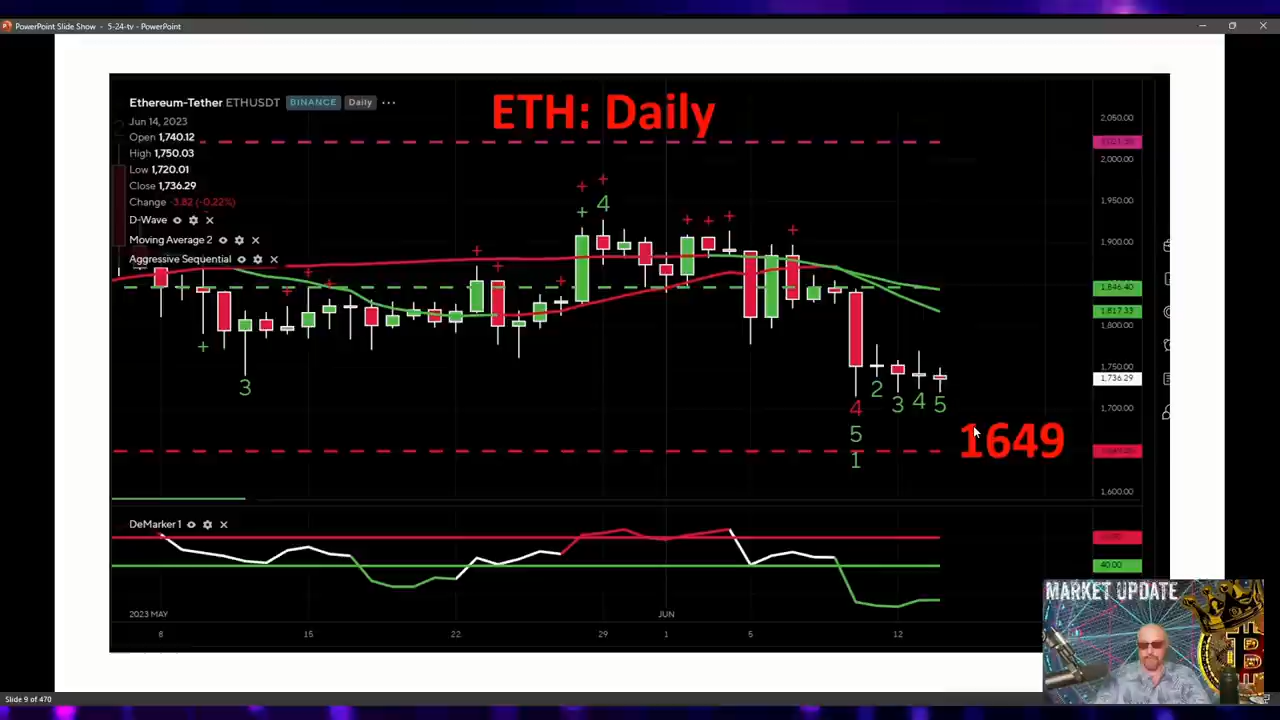 PowerPoint Slide Show - 5-24-tv - PowerPoint
Ethereum-Tether ETHUSDT BINANCE Daily ...
ETH: Daily
Jun 14, 2023
Open 1,740.12
High 1,750.03
Low 1,720.01
Close 1,736.29
Change -3.82 (-0.22%)
D-Wave
Moving Average 2
Aggressive Sequential
2,050.00
2,000.00
1,950.00
1,900.00
1,846.40
1,817.33
1,800.00
1,750.00
1,736.29
1,700.00
1,600.00
+ + + 4
+ + +
+
+ + + + +
+
3
4 2 3 4 5
5
1
1649
DeMarker 1
40.00
2023 MAY JUN
8 15 22 29 1 5 12
MARKET UPDATE
B
Slide 9 of 470